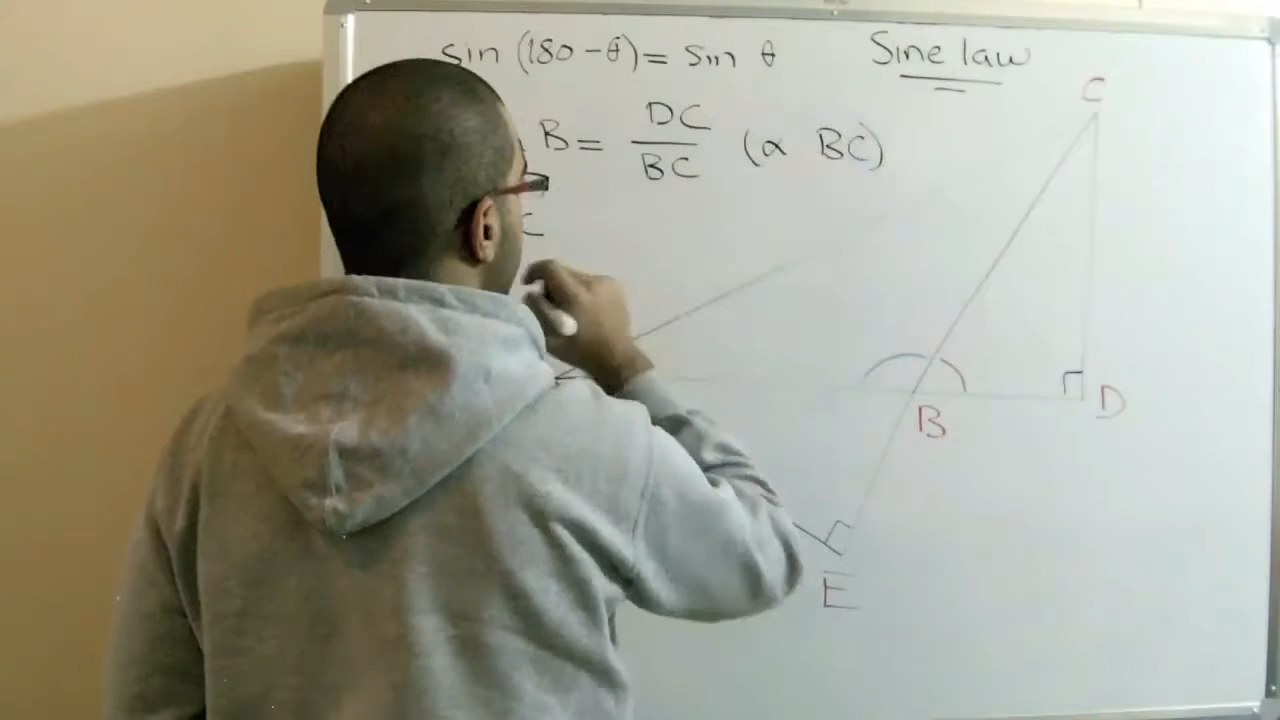 sin (180 - θ) = sin θ
Sine law
C
B = DC / BC (α BC)
C
B
D
E